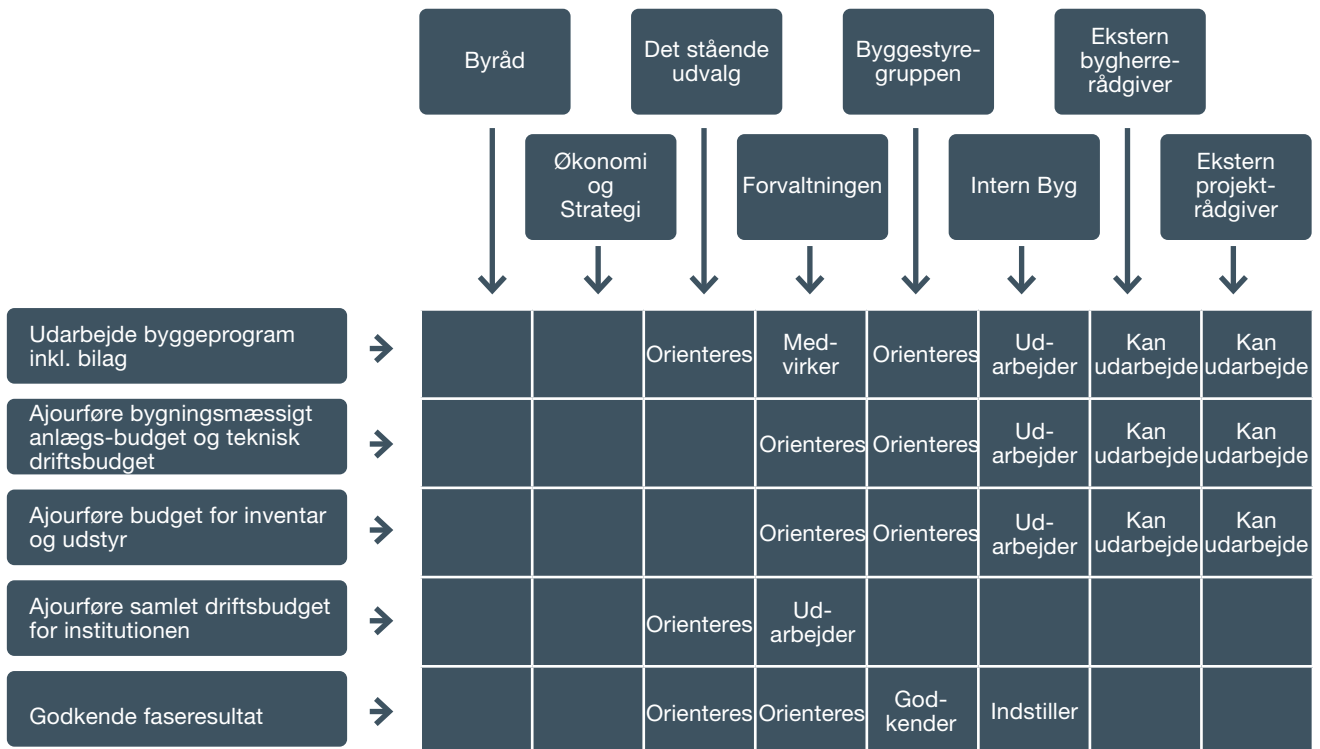 Byråd
Det stående
udvalg
Byggestyre-
gruppen
Ekstern
bygherre-
rådgiver
Økonomi
og
Strategi
Forvaltningen
Intern Byg
Ekstern
projekt-
rådgiver
Udarbejde byggeprogram
inkl. bilag
Orienteres
Med-
virker
Orienteres
Ud-
arbejder
Kan
udarbejde
Kan
udarbejde
Ajourføre bygningsmæssigt
anlægs-budget og teknisk
driftsbudget
Orienteres
Orienteres
Ud-
arbejder
Kan
udarbejde
Kan
udarbejde
Ajourføre budget for inventar
og udstyr
Orienteres
Orienteres
Ud-
arbejder
Kan
udarbejde
Kan
udarbejde
Ajourføre samlet driftsbudget
for institutionen
Orienteres
Ud-
arbejder
Godkende faseresultat
Orienteres
Orienteres
God-
kender
Indstiller